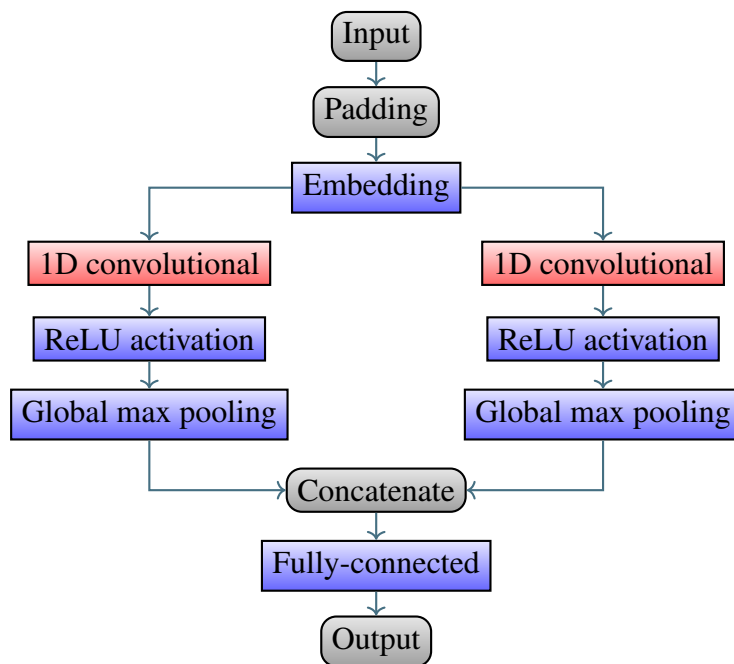 Input
Padding
Embedding
1D convolutional
1D convolutional
ReLU activation
ReLU activation
Global max pooling
Global max pooling
Concatenate
Fully-connected
Output